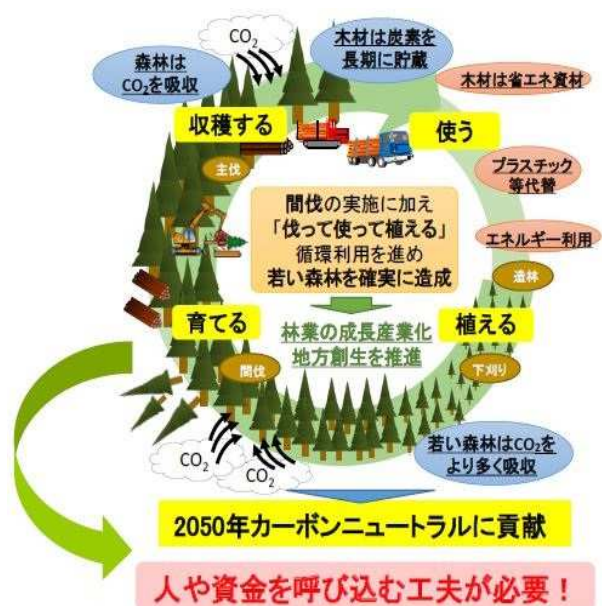 CO₂
木材は炭素を
長期に貯蔵
森林は
CO₂を吸収
木材は省エネ資材
収穫する
使う
主伐
プラスチック
等代替
間伐の実施に加え
「伐って使って植える」
循環利用を進め
若い森林を確実に造成
エネルギー利用
造林
育てる
林業の成長産業化
地方創生を推進
植える
間伐
下刈り
CO₂
CO₂
若い森林はCO₂を
より多く吸収
2050年カーボンニュートラルに貢献
人や資金を呼び込む工夫が必要！